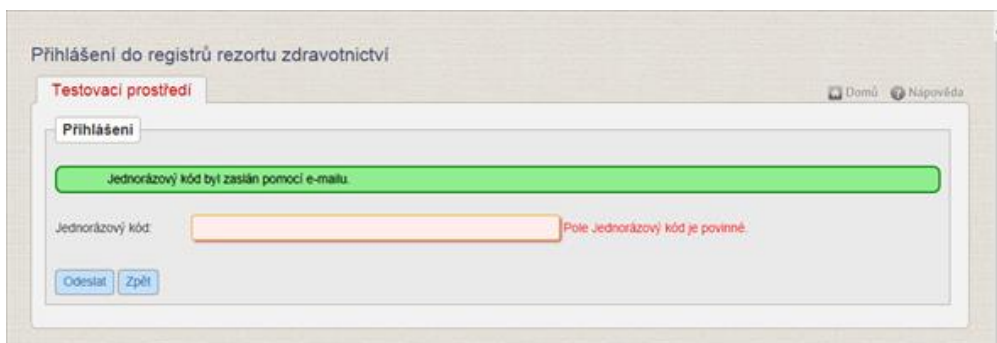 Přihlášení do registrů rezortu zdravotnictví
Testovací prostředí
Domů Nápověda
Přihlášení
Jednorázový kód byl zaslán pomocí e-mailu.
Jednorázový kód: Pole Jednorázový kód je povinné.
Odeslat Zpět